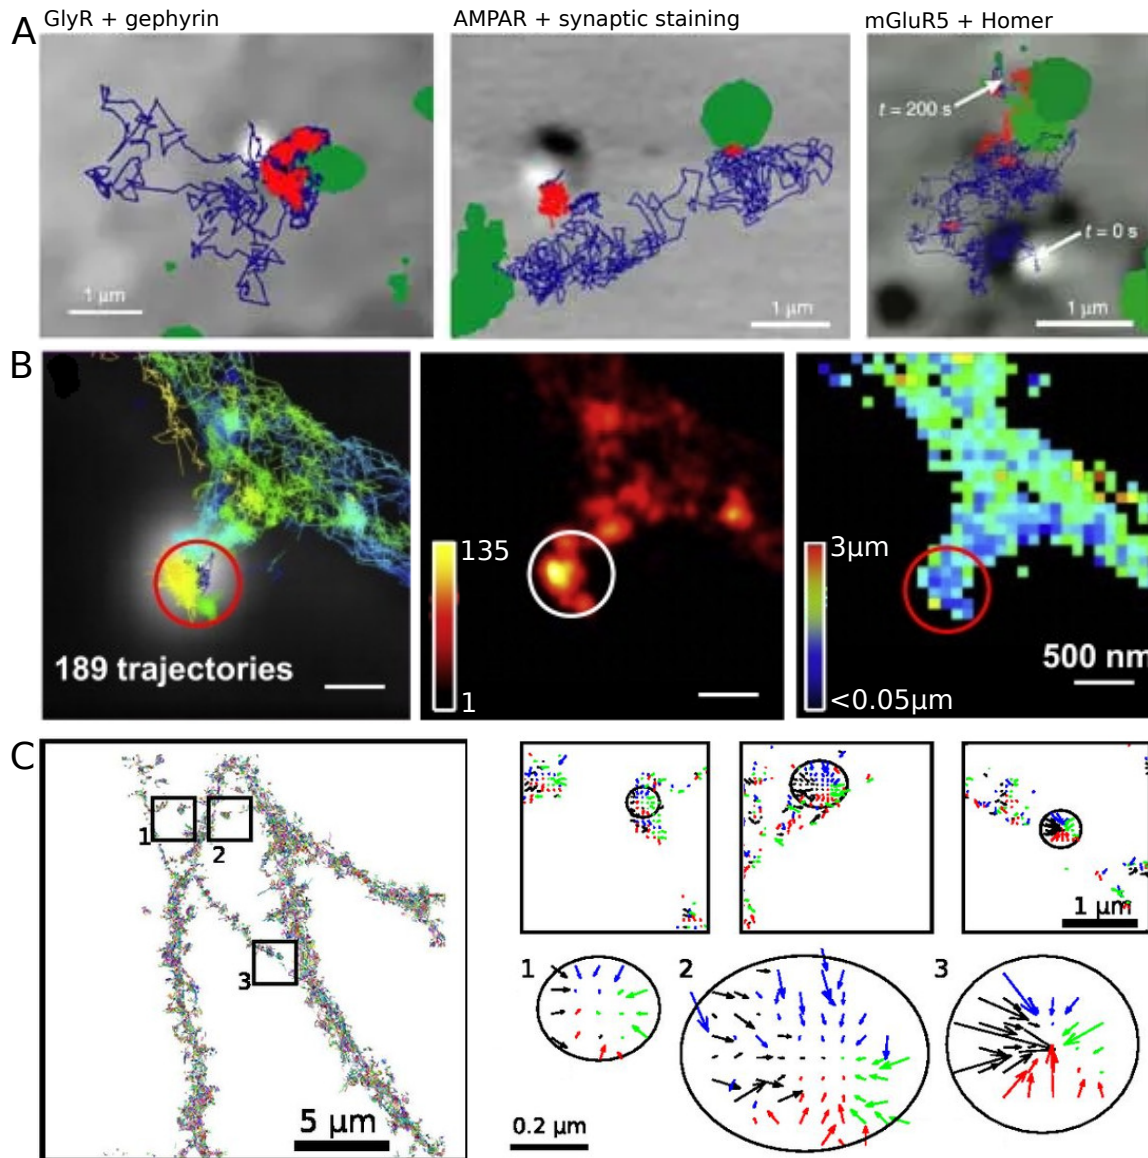 A
GlyR + gephyrin
AMPAR + synaptic staining
mGluR5 + Homer
1 µm
1 µm
t = 200 s
t = 0 s
1 µm
B
189 trajectories
135
1
3µm
<0.05µm
500 nm
C
1
2
3
5 µm
1 µm
1
2
3
0.2 µm